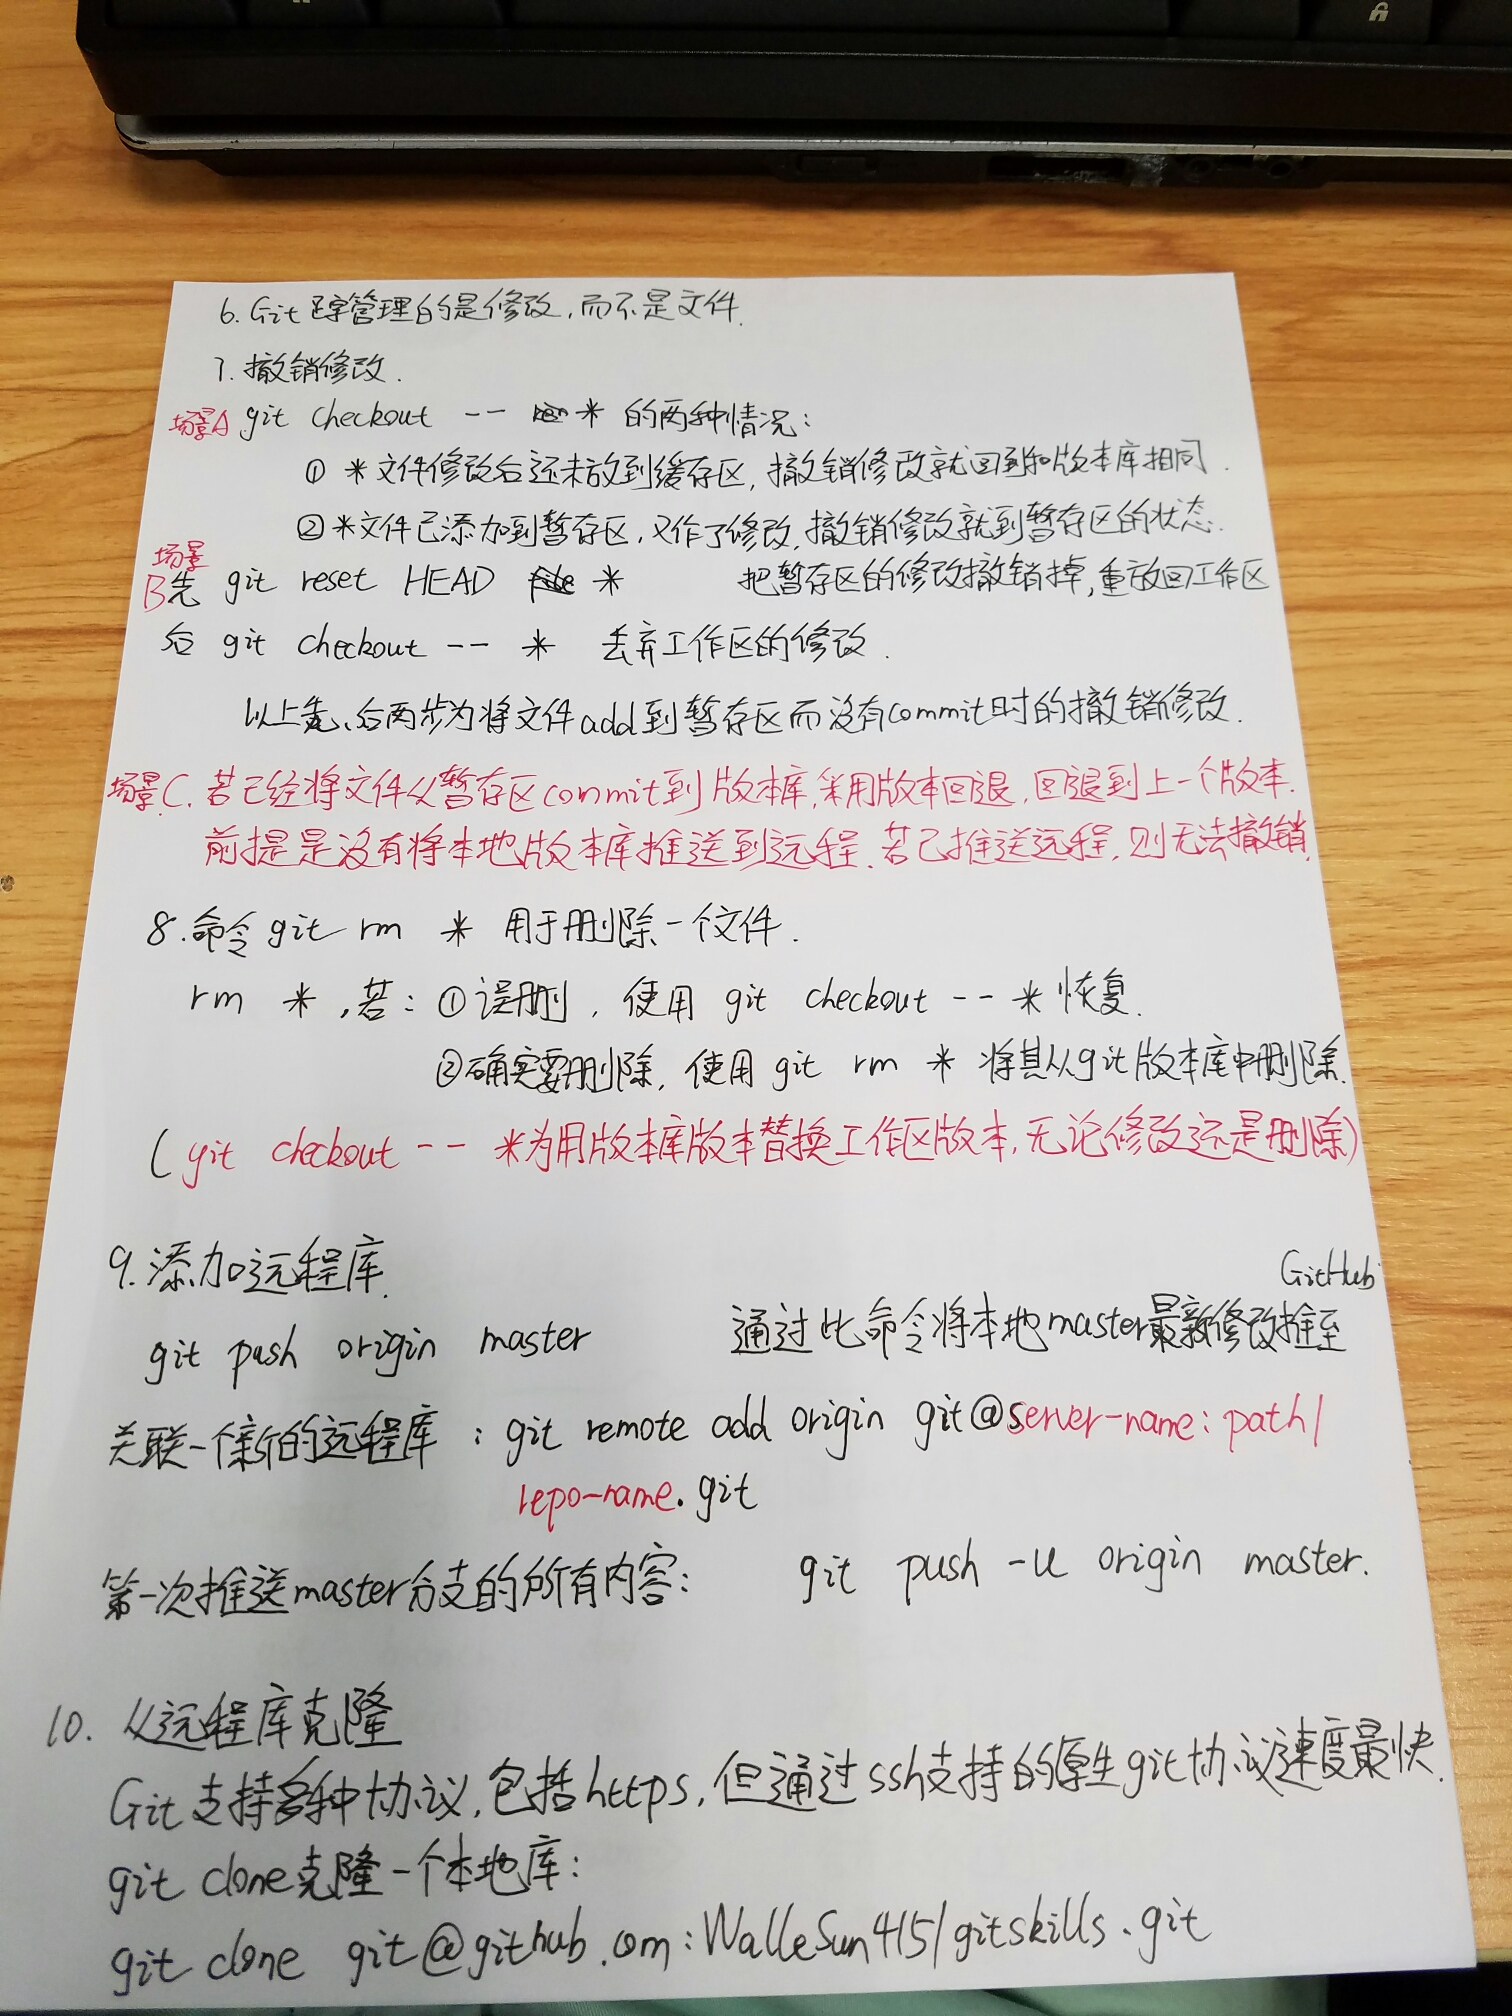 6. Git 跟踪管理的是修改,而不是文件.
7. 撤销修改.
场景A git checkout -- * 的两种情况:
① * 文件修改后还未放到缓存区,撤销修改就回到和版本库相同.
② *文件已添加到暂存区,又作了修改,撤销修改就到暂存区的状态.
场景
B先 git reset HEAD * 把暂存区的修改撤销掉,重放回工作区
后 git checkout -- * 丢弃工作区的修改.
以上先、后两步为将文件add到暂存区而没有commit时的撤销修改.
场景C. 若已经将文件从暂存区commit到版本库,采用版本回退,回退到上一个版本.
前提是没有将本地版本库推送到远程.若已推送远程,则无法撤销.
8.命令 git rm * 用于删除一个文件.
rm * ,若: ①误删, 使用 git checkout -- * 恢复.
②确实要删除, 使用 git rm * 将其从git版本库中删除.
( git checkout -- *为用版本库版本替换工作区版本,无论修改还是删除)
9.添加远程库.
GitHub
git push origin master 通过此命令将本地master最新修改推至
关联一个新的远程库 : git remote add origin git@server-name:path/
repo-name.git
第一次推送master分支的所有内容: git push -u origin master.
10. 从远程库克隆
Git支持多种协议,包括https,但通过ssh支持的原生git协议速度最快.
git clone克隆一个本地库:
git clone git@github.com:WalleSun415/gitskills.git